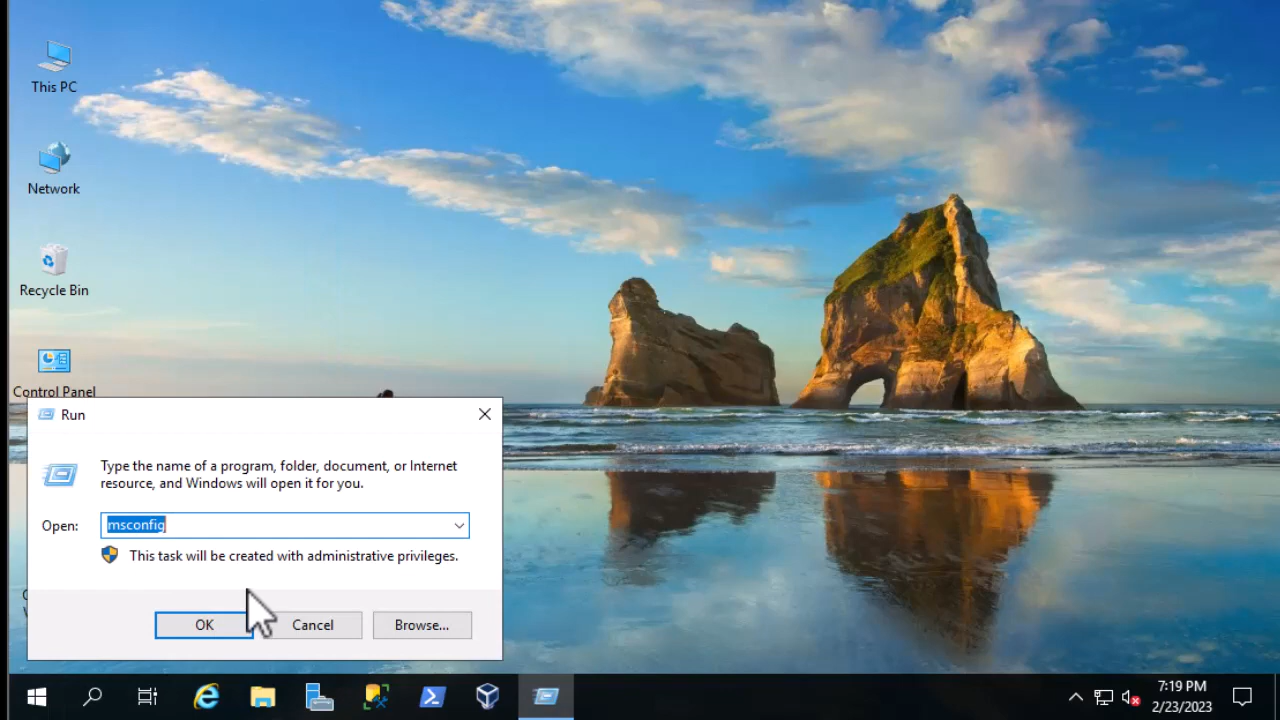 This PC
Network
Recycle Bin
Control Panel
Run
Type the name of a program, folder, document, or Internet
resource, and Windows will open it for you.
Open:
msconfig
This task will be created with administrative privileges.
OK
Cancel
Browse...
7:19 PM
2/23/2023